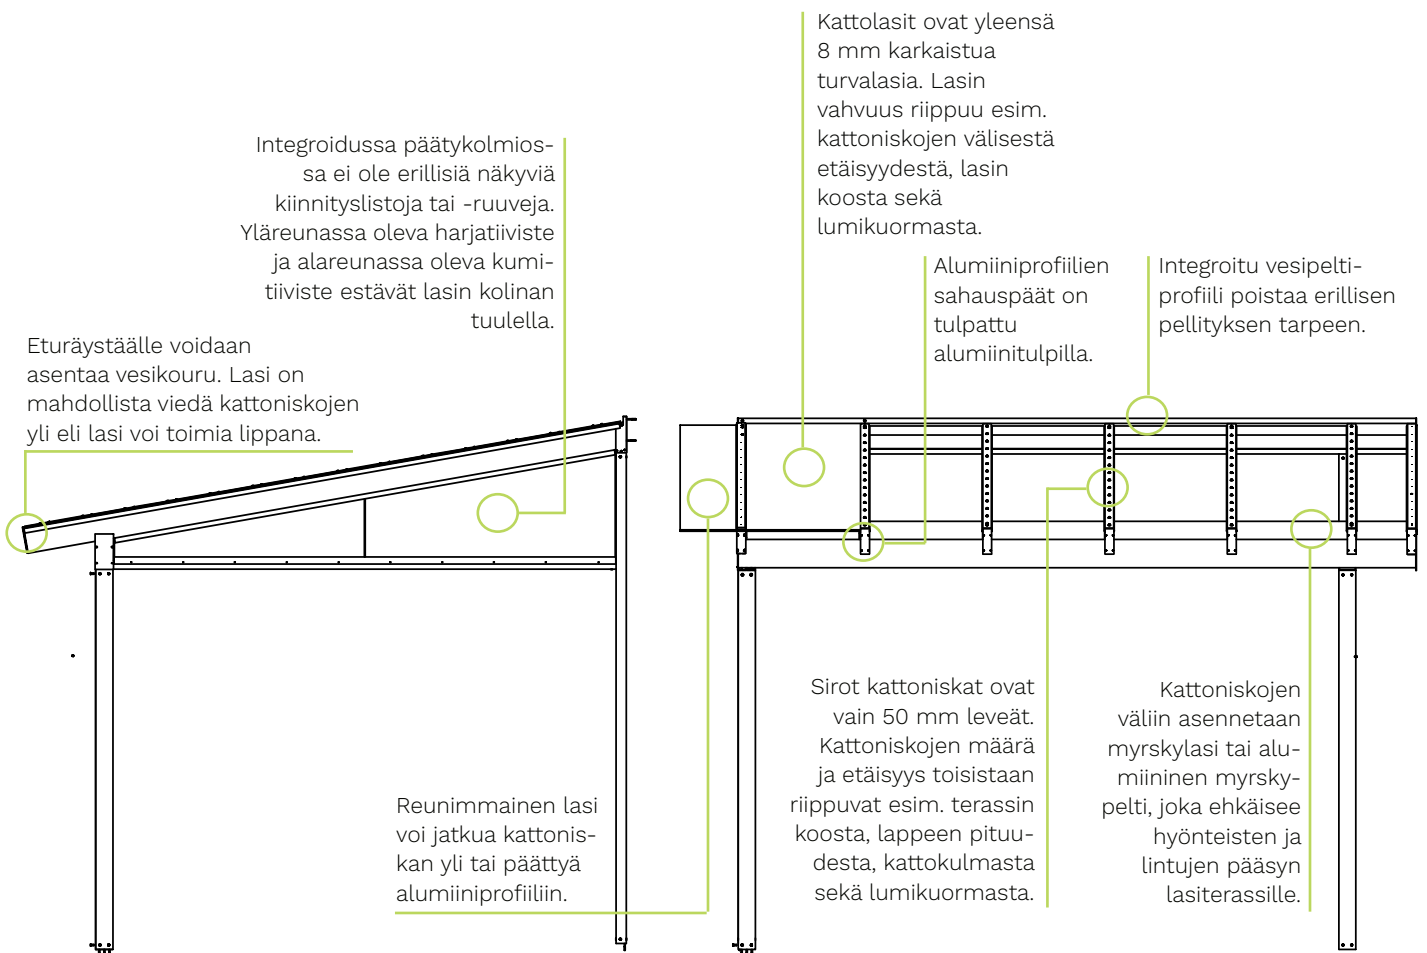 Kattolasit ovat yleensä
8 mm karkaistua
turvalasia. Lasin
vahvuus riippuu esim.
kattoniskojen välisestä
etäisyydestä, lasin
koosta sekä
lumikuormasta.
Integroidussa päätykolmios-
sa ei ole erillisiä näkyviä
kiinnityslistoja tai -ruuveja.
Yläreunassa oleva harjatiiviste
ja alareunassa oleva kumi-
tiiviste estävät lasin kolinan
tuulella.
Alumiiniprofiilien
sahauspäät on
tulpattu
alumiinitulpilla.
Integroitu vesipelti-
profiili poistaa erillisen
pellityksen tarpeen.
Eturäystäälle voidaan
asentaa vesikouru. Lasi on
mahdollista viedä kattoniskojen
yli eli lasi voi toimia lippana.
Reunimmainen lasi
voi jatkua kattonis-
kan yli tai päättyä
alumiiniprofiiliin.
Sirot kattoniskat ovat
vain 50 mm leveät.
Kattoniskojen määrä
ja etäisyys toisistaan
riippuvat esim. terassin
koosta, lappeen pituu-
desta, kattokulmasta
sekä lumikuormasta.
Kattoniskojen
väliin asennetaan
myrskylasi tai alu-
miininen myrsky-
pelti, joka ehkäisee
hyönteisten ja
lintujen pääsyn
lasiterassille.